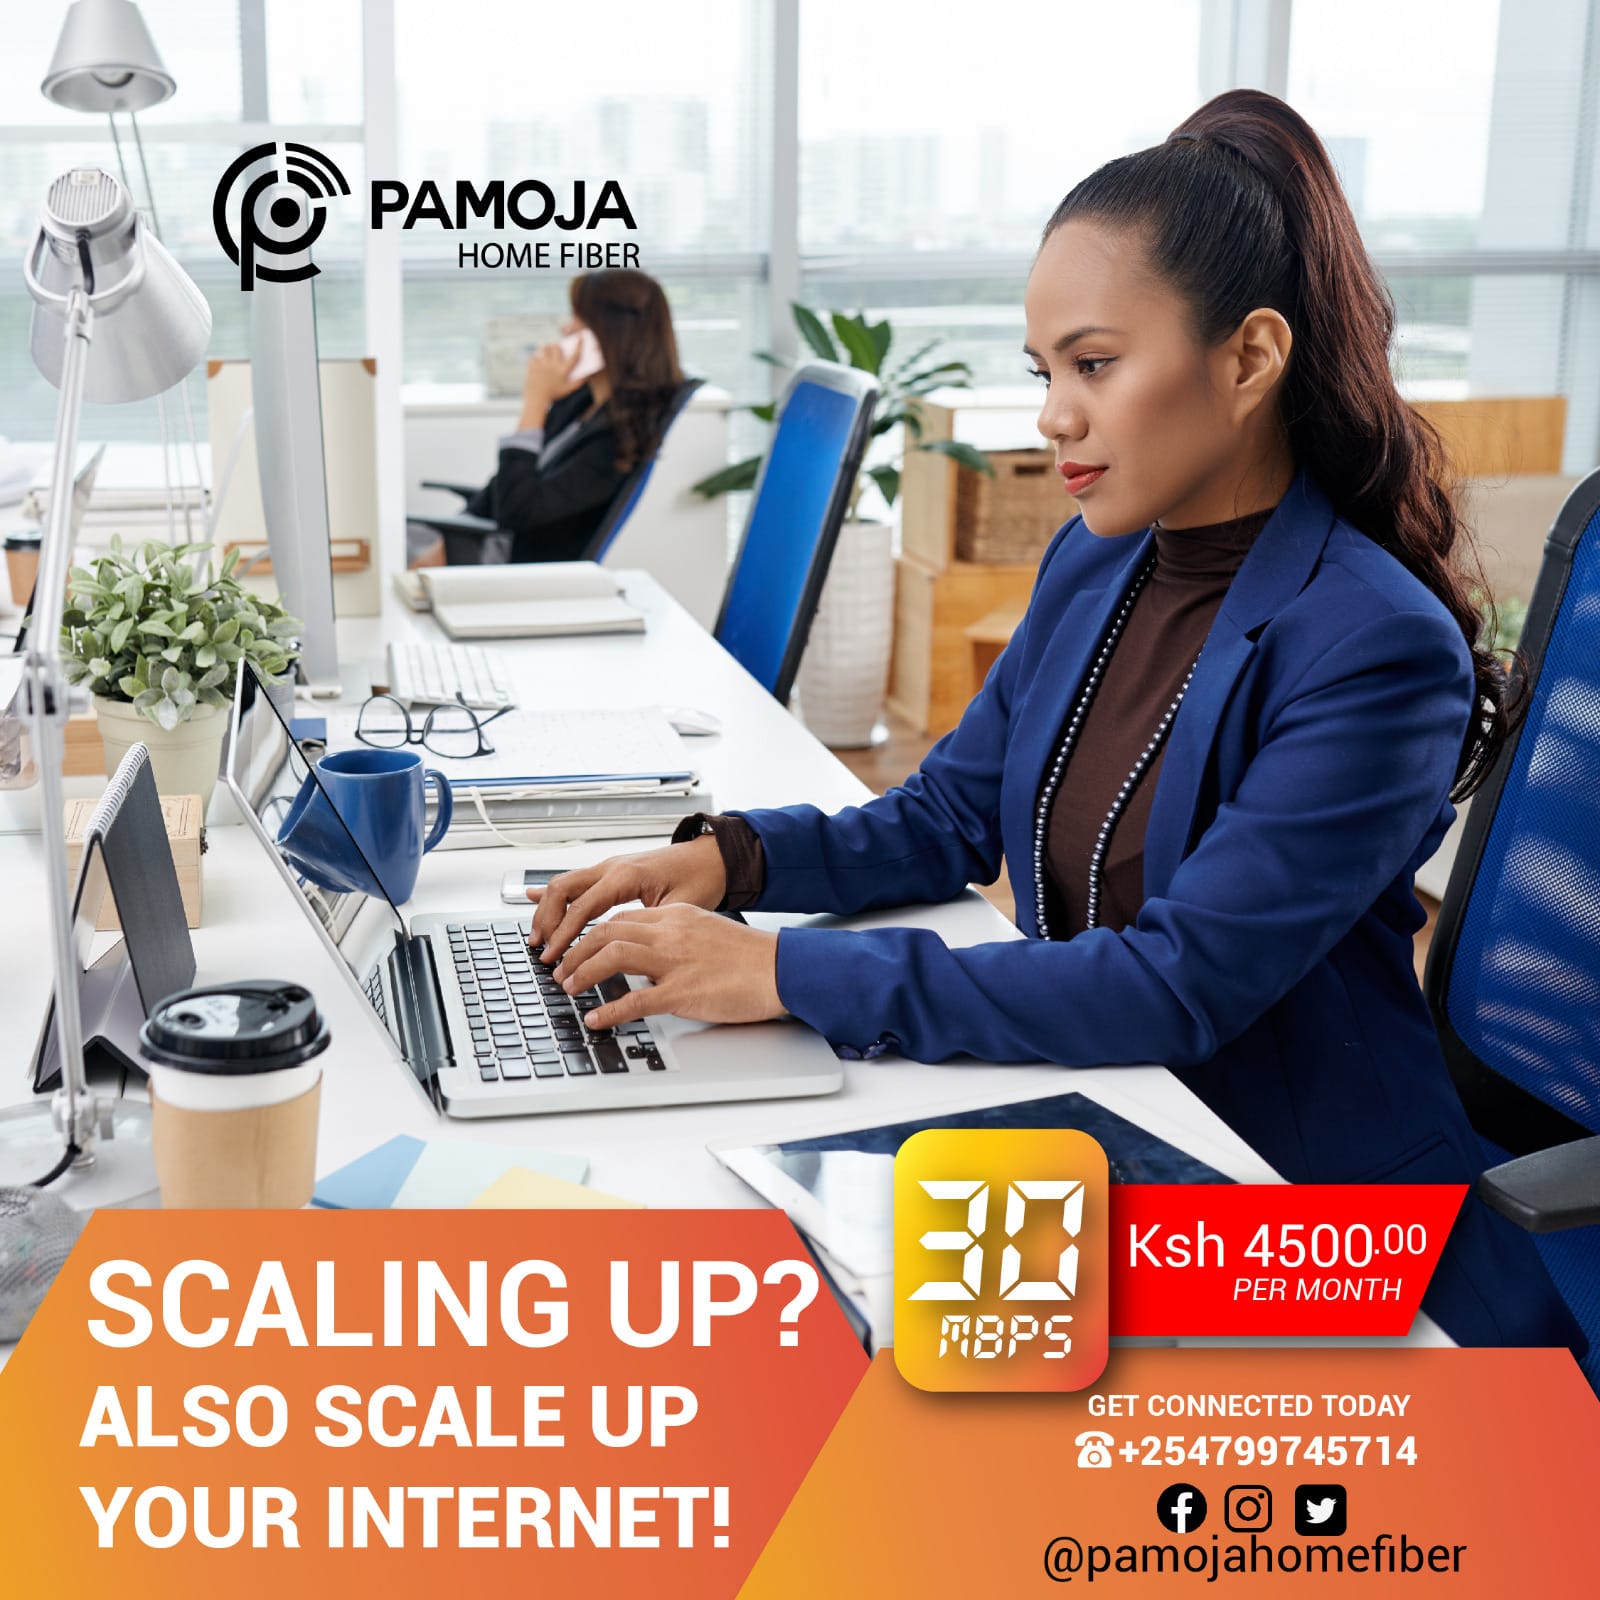 PAMOJA
HOME FIBER
SCALING UP?
ALSO SCALE UP
YOUR INTERNET!
30
MBPS
Ksh 4500.00
PER MONTH
GET CONNECTED TODAY
+254799745714
@pamojahomefiber